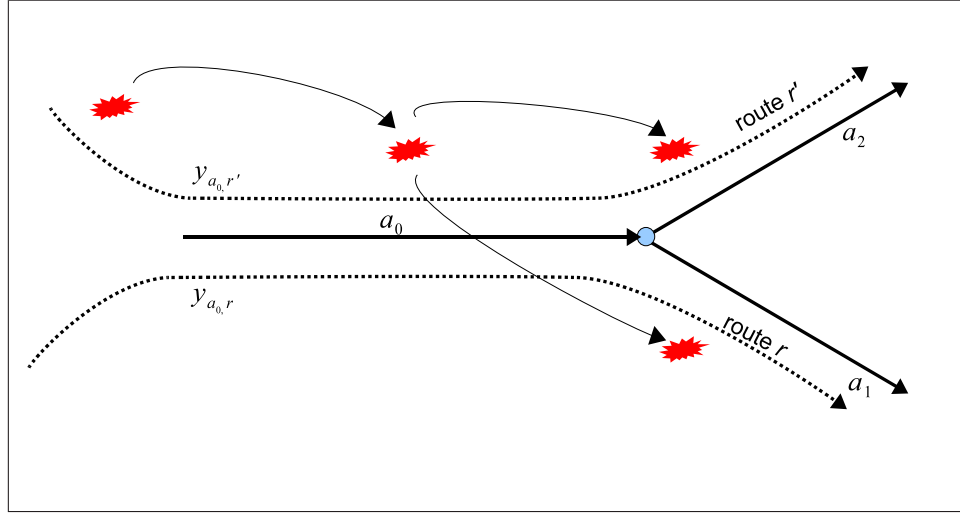 route r'
a₂
y_{a₀,r'}
a₀
y_{a₀,r}
route r
a₁